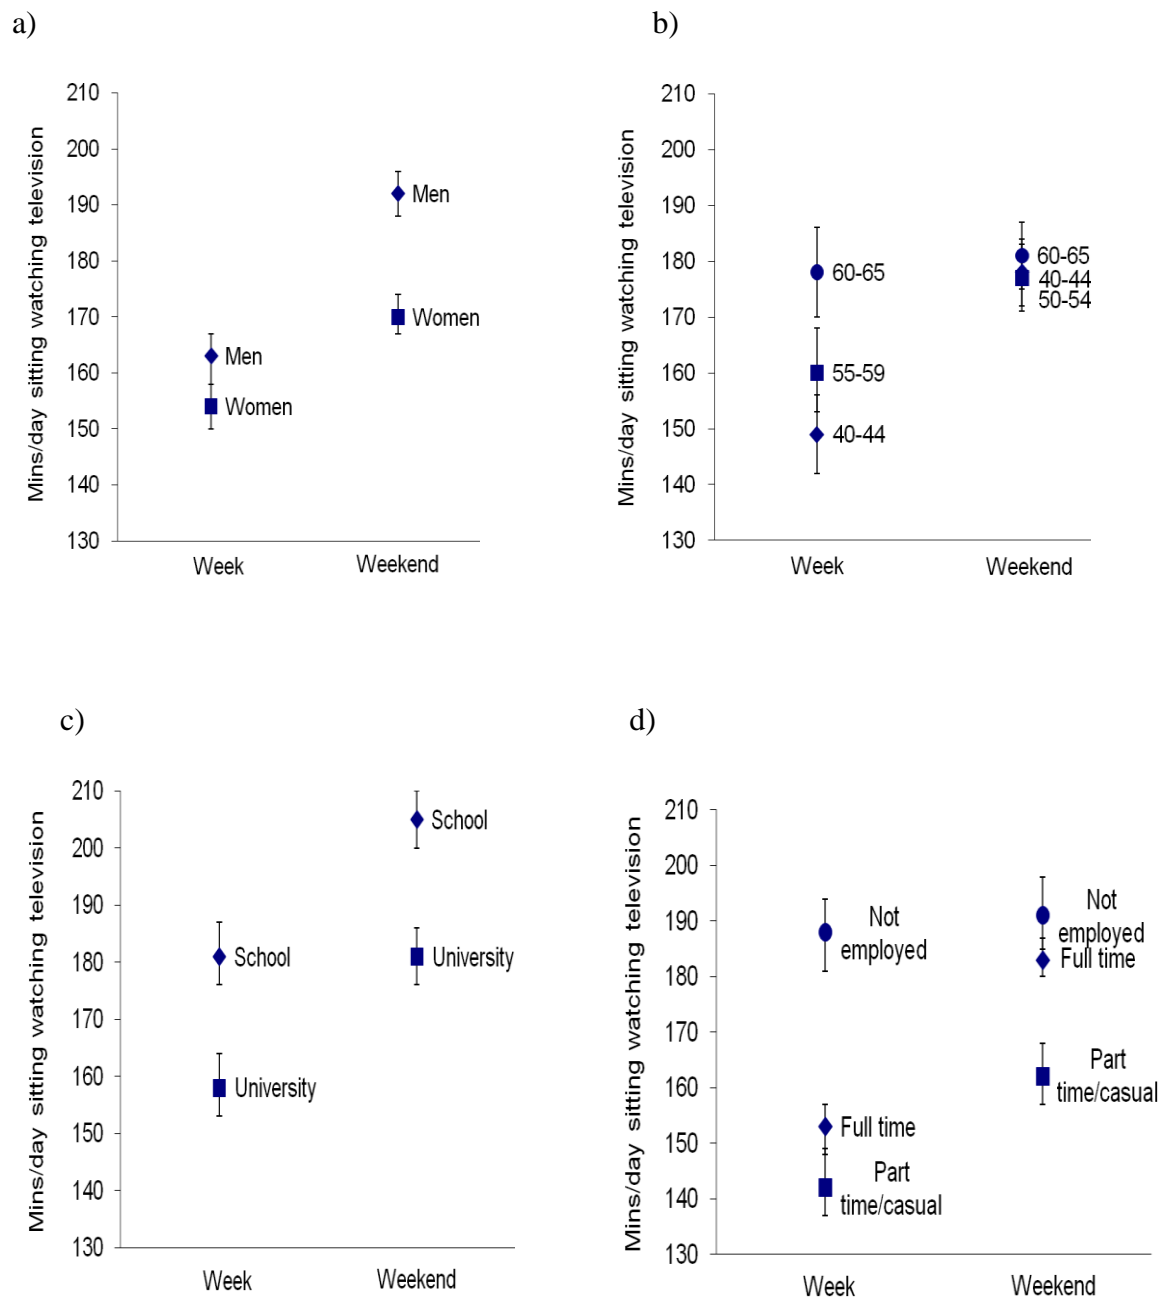 a)
Mins/day sitting watching television
210
200
190
180
170
160
150
140
130
Men
Women
Men
Women
Week
Weekend
b)
Mins/day sitting watching television
210
200
190
180
170
160
150
140
130
60-65
55-59
40-44
60-65
40-44
50-54
Week
Weekend
c)
Mins/day sitting watching television
210
200
190
180
170
160
150
140
130
School
University
School
University
Week
Weekend
d)
Mins/day sitting watching television
210
200
190
180
170
160
150
140
130
Not
employed
Full time
Part
time/casual
Not
employed
Full time
Part
time/casual
Week
Weekend